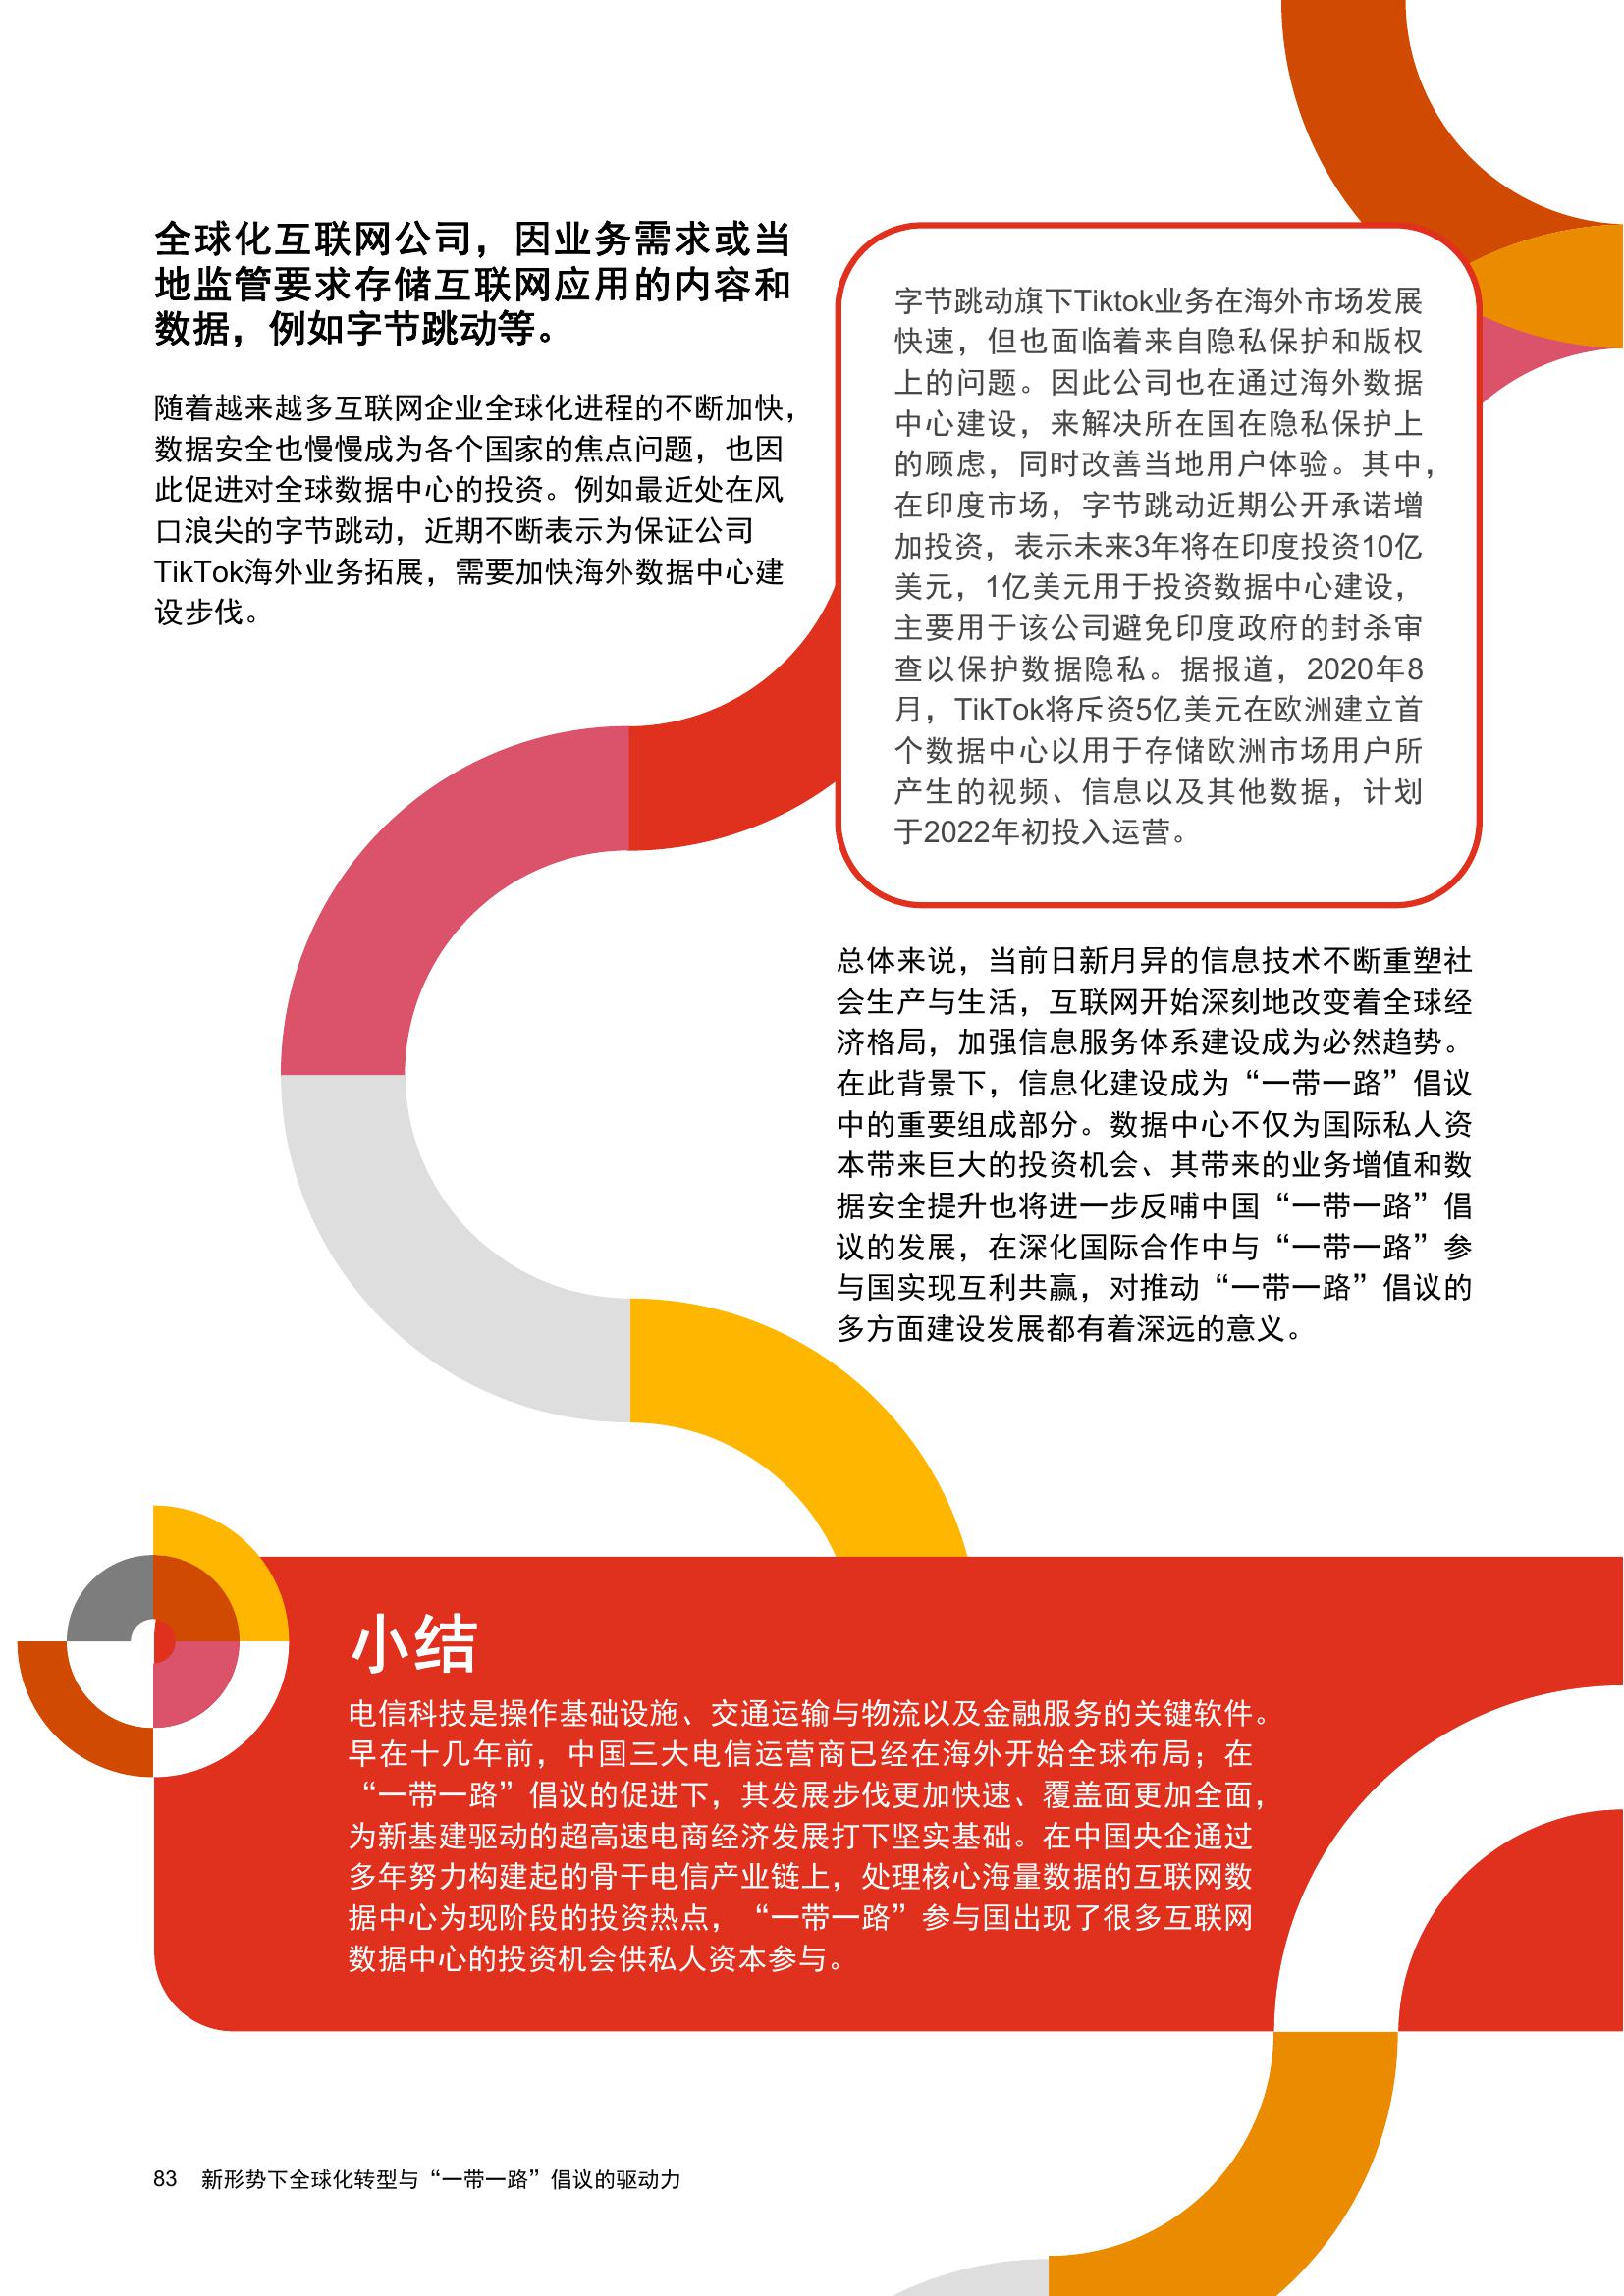 全球化互联网公司，因业务需求或当
地监管要求存储互联网应用的内容和
数据，例如字节跳动等。
随着越来越多互联网企业全球化进程的不断加快，
数据安全也慢慢成为各个国家的焦点问题，也因
此促进对全球数据中心的投资。例如最近处在风
口浪尖的字节跳动，近期不断表示为保证公司
TikTok海外业务拓展，需要加快海外数据中心建
设步伐。
字节跳动旗下Tiktok业务在海外市场发展
快速，但也面临着来自隐私保护和版权
上的问题。因此公司也在通过海外数据
中心建设，来解决所在国在隐私保护上
的顾虑，同时改善当地用户体验。其中，
在印度市场，字节跳动近期公开承诺增
加投资，表示未来3年将在印度投资10亿
美元，1亿美元用于投资数据中心建设，
主要用于该公司避免印度政府的封杀审
查以保护数据隐私。据报道，2020年8
月，TikTok将斥资5亿美元在欧洲建立首
个数据中心以用于存储欧洲市场用户所
产生的视频、信息以及其他数据，计划
于2022年初投入运营。
总体来说，当前日新月异的信息技术不断重塑社
会生产与生活，互联网开始深刻地改变着全球经
济格局，加强信息服务体系建设成为必然趋势。
在此背景下，信息化建设成为“一带一路”倡议
中的重要组成部分。数据中心不仅为国际私人资
本带来巨大的投资机会、其带来的业务增值和数
据安全提升也将进一步反哺中国“一带一路”倡
议的发展，在深化国际合作中与“一带一路”参
与国实现互利共赢，对推动“一带一路”倡议的
多方面建设发展都有着深远的意义。
小结
电信科技是操作基础设施、交通运输与物流以及金融服务的关键软件。
早在十几年前，中国三大电信运营商已经在海外开始全球布局；在
“一带一路”倡议的促进下，其发展步伐更加快速、覆盖面更加全面，
为新基建驱动的超高速电商经济发展打下坚实基础。在中国央企通过
多年努力构建起的骨干电信产业链上，处理核心海量数据的互联网数
据中心为现阶段的投资热点，“一带一路”参与国出现了很多互联网
数据中心的投资机会供私人资本参与。
83 新形势下全球化转型与“一带一路”倡议的驱动力